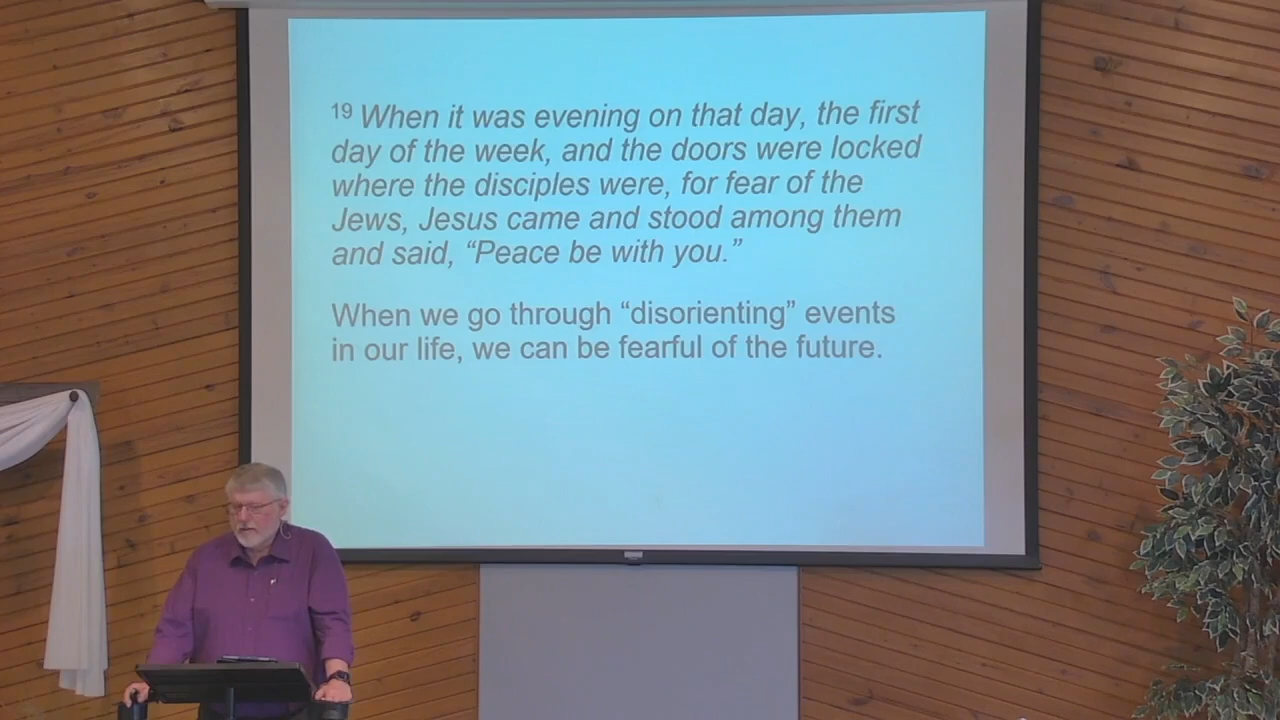 19 When it was evening on that day, the first
day of the week, and the doors were locked
where the disciples were, for fear of the
Jews, Jesus came and stood among them
and said, “Peace be with you.”
When we go through “disorienting” events
in our life, we can be fearful of the future.